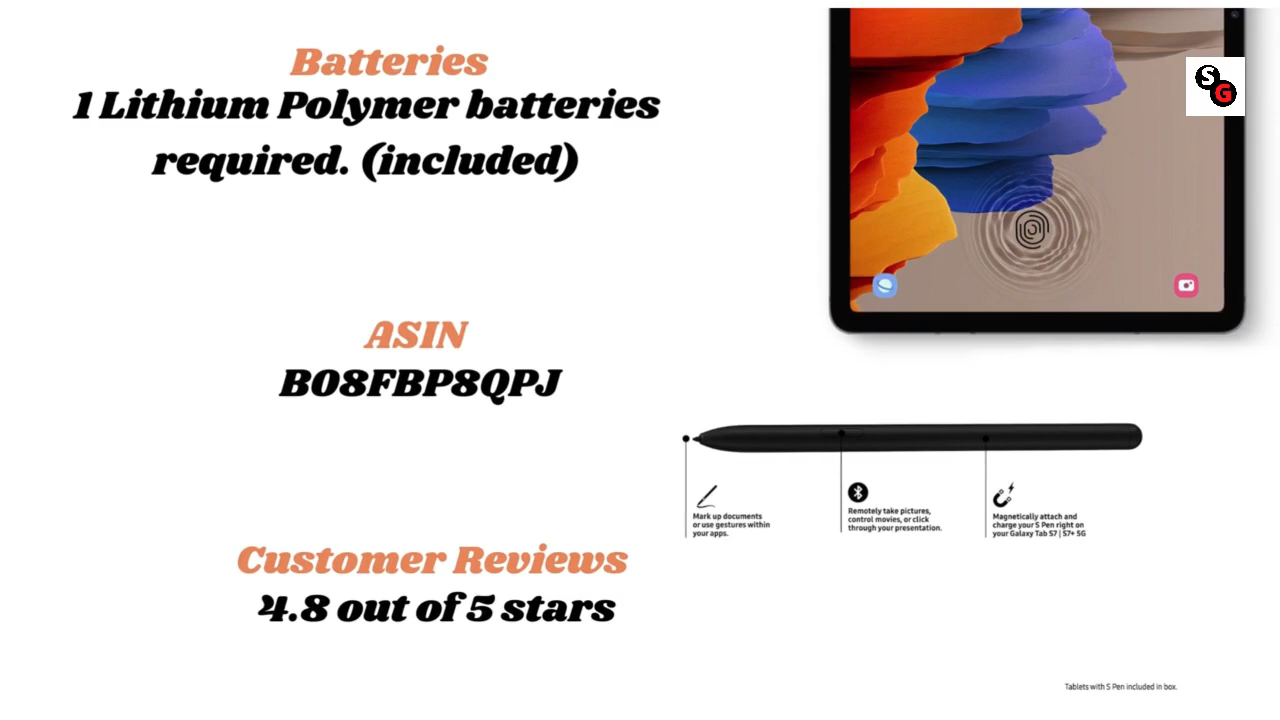 Batteries
1 Lithium Polymer batteries
required. (included)
S
G
ASIN
B08FBP8QPJ
Mark up documents
or use gestures within
your apps.
Remotely take pictures,
control movies, or click
through your presentation.
Magnetically attach and
charge your S Pen right on
your Galaxy Tab S7 | S7+ 5G
Customer Reviews
4.8 out of 5 stars
Tablets with S Pen included in box.